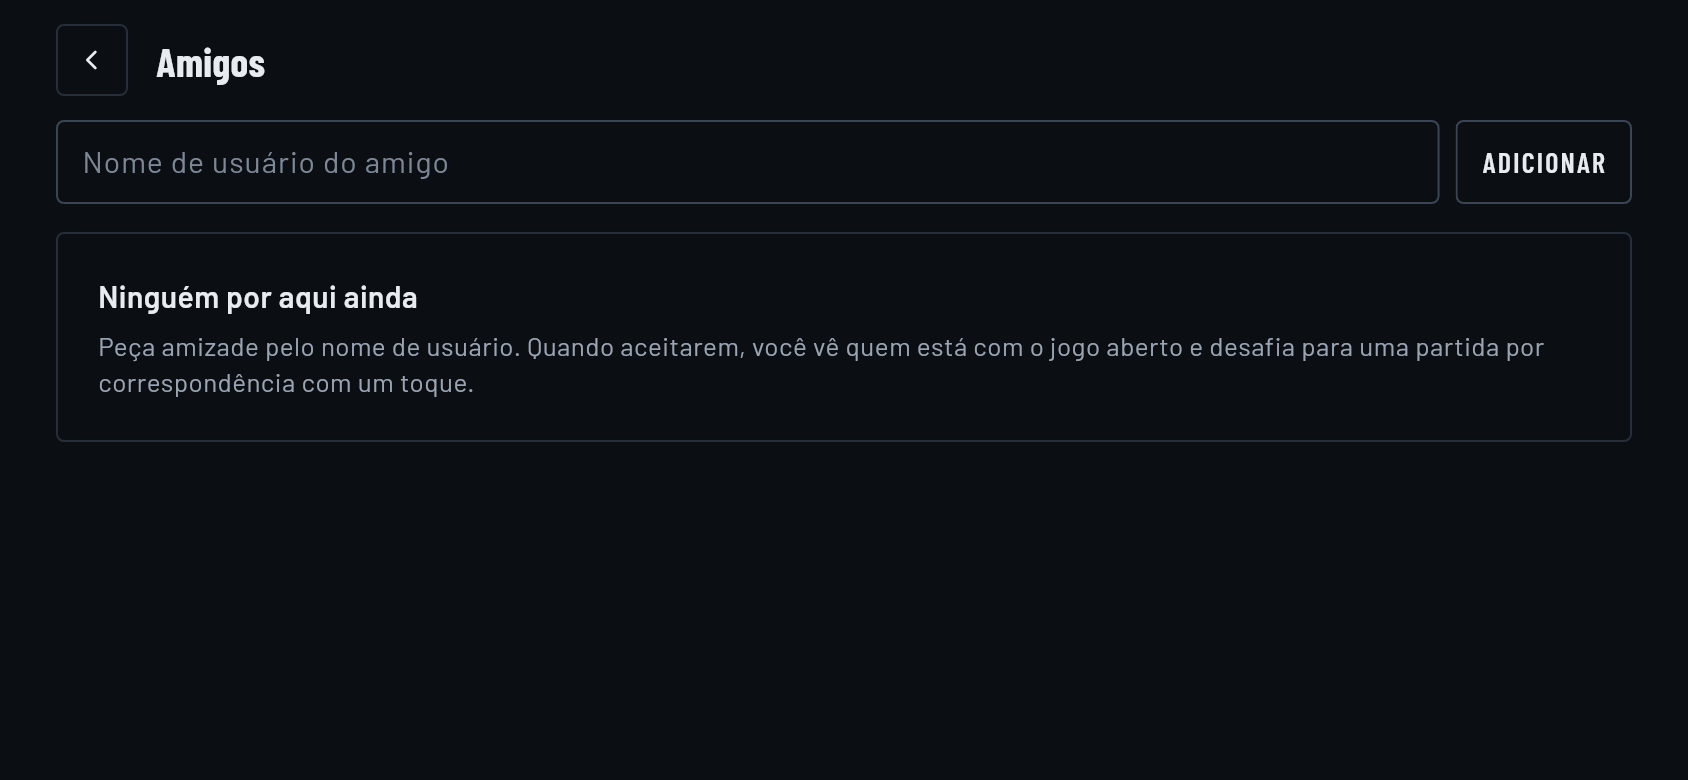 Amigos
Nome de usuário do amigo
ADICIONAR
Ninguém por aqui ainda
Peça amizade pelo nome de usuário. Quando aceitarem, você vê quem está com o jogo aberto e desafia para uma partida por
correspondência com um toque.